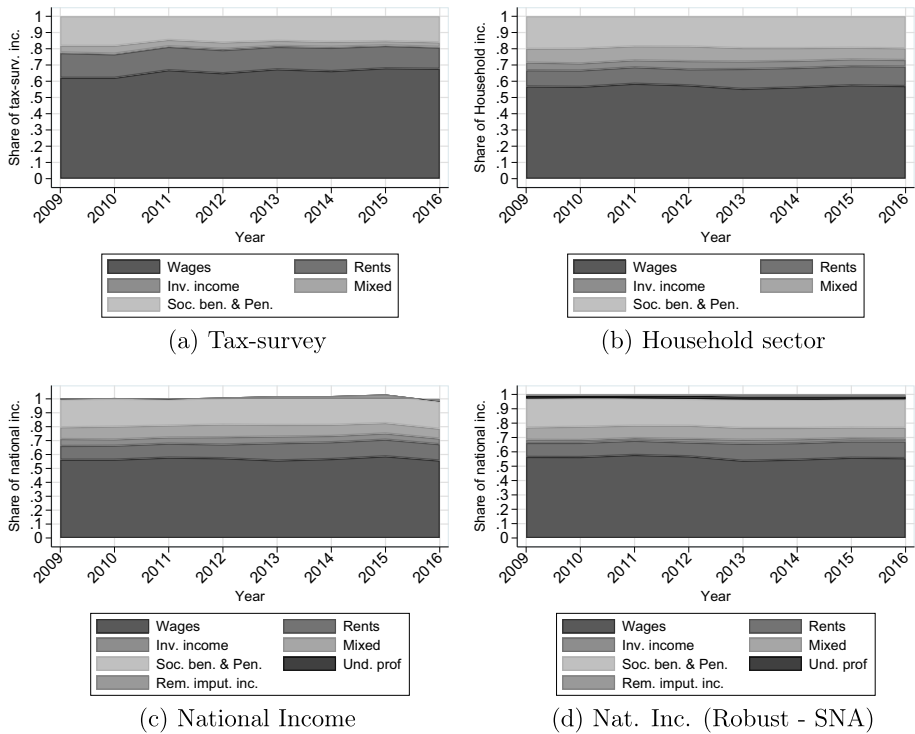 Share of tax-surv. inc.
1
.9
.8
.7
.6
.5
.4
.3
.2
.1
0
2009 2010 2011 2012 2013 2014 2015 2016
Year
Wages Rents
Inv. income Mixed
Soc. ben. & Pen.
(a) Tax-survey
Share of Household inc.
1
.9
.8
.7
.6
.5
.4
.3
.2
.1
0
2009 2010 2011 2012 2013 2014 2015 2016
Year
Wages Rents
Inv. income Mixed
Soc. ben. & Pen.
(b) Household sector
Share of national inc.
1
.9
.8
.7
.6
.5
.4
.3
.2
.1
0
2009 2010 2011 2012 2013 2014 2015 2016
Year
Wages Rents
Inv. income Mixed
Soc. ben. & Pen. Und. prof
Rem. imput. inc.
(c) National Income
Share of national inc.
1
.9
.8
.7
.6
.5
.4
.3
.2
.1
0
2009 2010 2011 2012 2013 2014 2015 2016
Year
Wages Rents
Inv. income Mixed
Soc. ben. & Pen. Und. prof
Rem. imput. inc.
(d) Nat. Inc. (Robust - SNA)